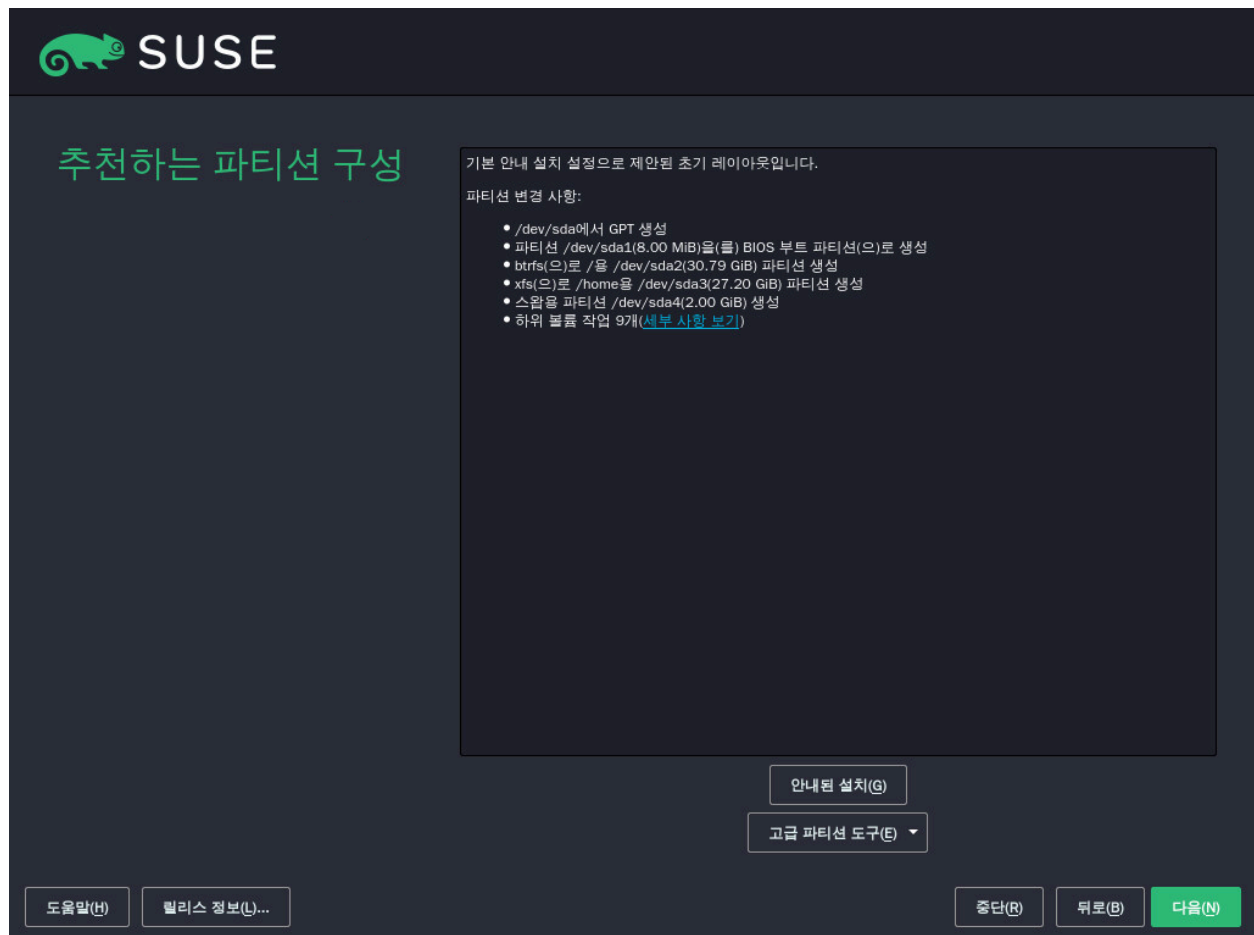 SUSE
추천하는 파티션 구성
기본 안내 설치 설정으로 제안된 초기 레이아웃입니다.
파티션 변경 사항:
• /dev/sda에서 GPT 생성
• 파티션 /dev/sda1(8.00 MiB)을(를) BIOS 부트 파티션(으)로 생성
• btrfs(으)로 /용 /dev/sda2(30.79 GiB) 파티션 생성
• xfs(으)로 /home용 /dev/sda3(27.20 GiB) 파티션 생성
• 스왑용 파티션 /dev/sda4(2.00 GiB) 생성
• 하위 볼륨 작업 9개(세부 사항 보기)
안내된 설치(G)
고급 파티션 도구(E)
도움말(H)
릴리스 정보(L)...
중단(R)
뒤로(B)
다음(N)